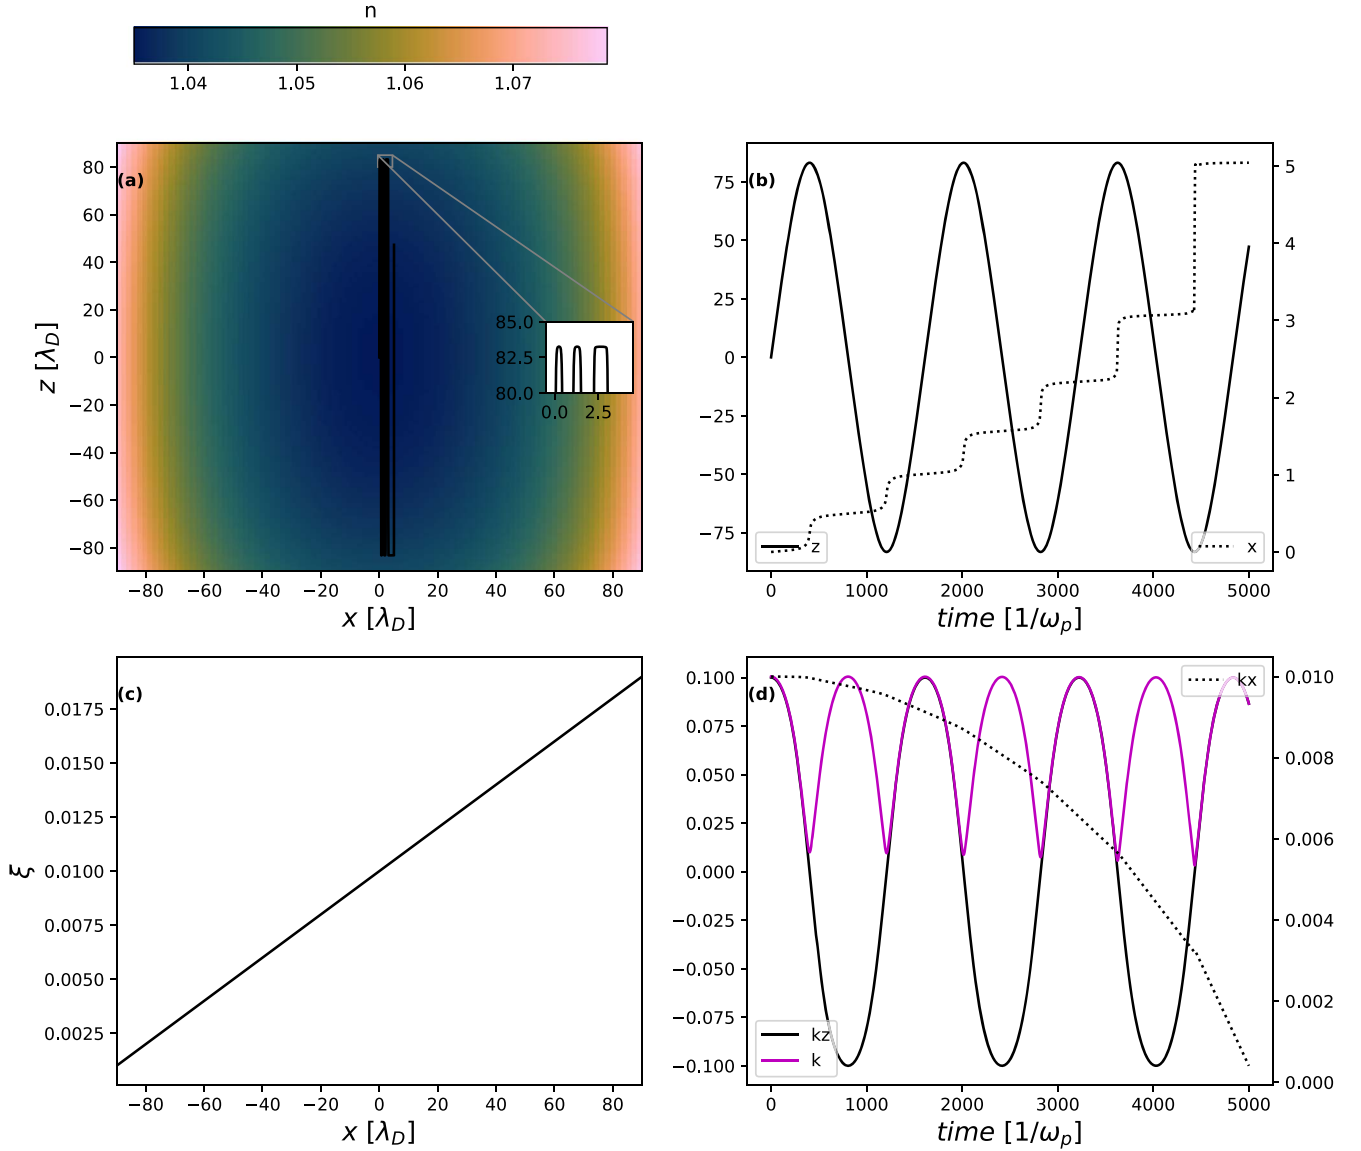 n
1.04 1.05 1.06 1.07
(a)
z [λ_D]
80
60
40
20
0
−20
−40
−60
−80
85.0
82.5
80.0
0.0 2.5
−80 −60 −40 −20 0 20 40 60 80
x [λ_D]
(b)
75
50
25
0
−25
−50
−75
5
4
3
2
1
0
z
x
0 1000 2000 3000 4000 5000
time [1/ω_p]
(c)
ξ
0.0175
0.0150
0.0125
0.0100
0.0075
0.0050
0.0025
−80 −60 −40 −20 0 20 40 60 80
x [λ_D]
(d)
0.100
0.075
0.050
0.025
0.000
−0.025
−0.050
−0.075
−0.100
kx
0.010
0.008
0.006
0.004
0.002
0.000
kz
k
0 1000 2000 3000 4000 5000
time [1/ω_p]